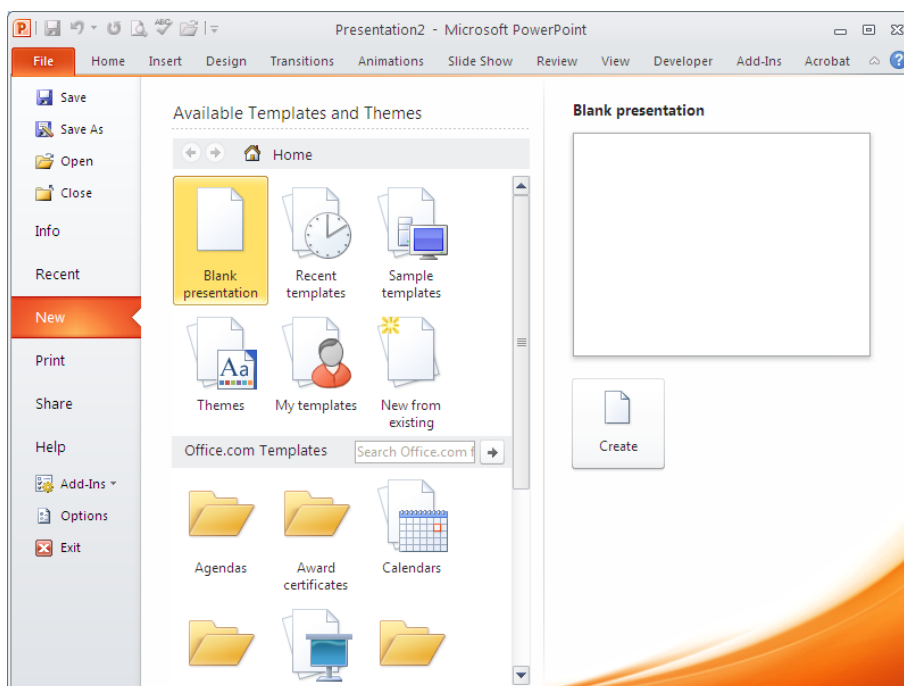 Presentation2 - Microsoft PowerPoint
File Home Insert Design Transitions Animations Slide Show Review View Developer Add-Ins Acrobat
Save
Save As
Open
Close
Info
Recent
New
Print
Share
Help
Add-Ins
Options
Exit
Available Templates and Themes
Home
Blank
presentation
Recent
templates
Sample
templates
Themes
My templates
New from
existing
Office.com Templates
Search Office.com f
Agendas
Award
certificates
Calendars
Blank presentation
Create